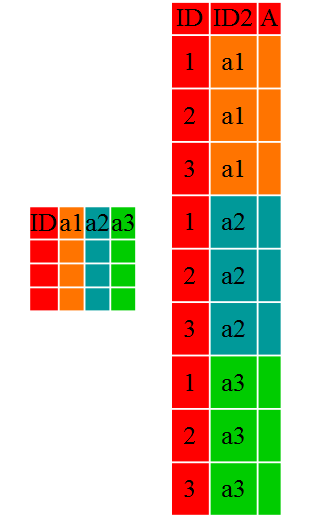 ID a1 a2 a3
ID ID2 A
1 a1
2 a1
3 a1
1 a2
2 a2
3 a2
1 a3
2 a3
3 a3